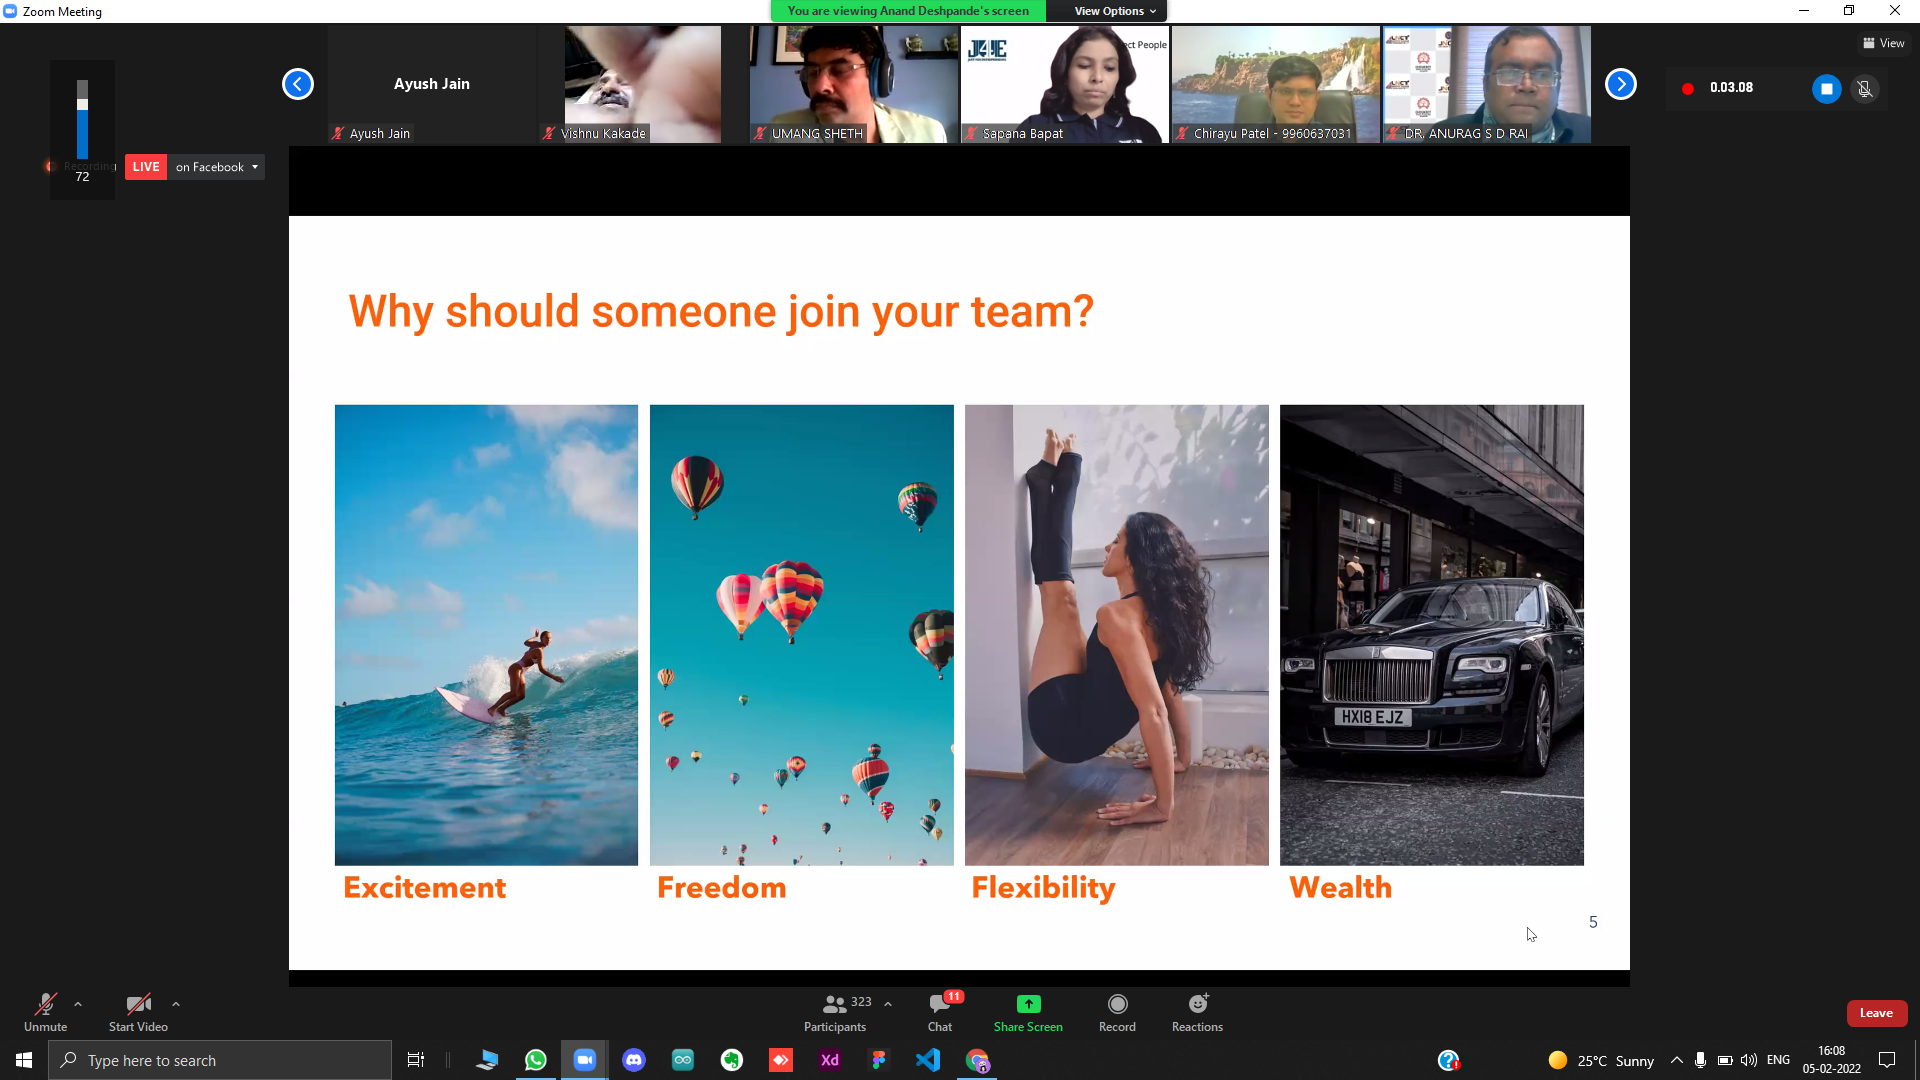 Zoom Meeting
You are viewing Anand Deshpande's screen
View Options
View
Ayush Jain
Ayush Jain
Vishnu Kakade
UMANG SHETH
Sapana Bapat
Chirayu Patel - 9960637031
DR. ANURAG S D RAI
ect People
0.03.08
Recording
LIVE on Facebook
72
Why should someone join your team?
HX18 EJZ
Excitement
Freedom
Flexibility
Wealth
5
Unmute
Start Video
323
Participants
11
Chat
Share Screen
Record
Reactions
Leave
Type here to search
Xd
25°C Sunny
ENG
16:08
05-02-2022